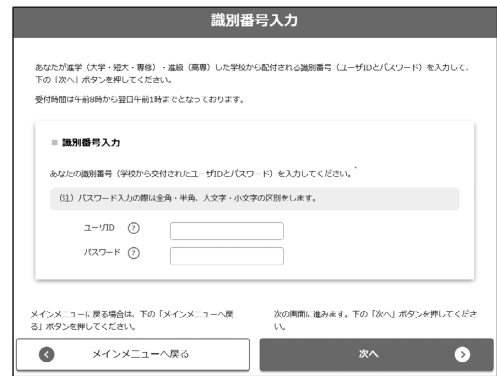 識別番号入力
あなたが進学（大学・短大・専修）・進級（高専）した学校から配付される識別番号（ユーザIDとパスワード）を入力して、
下の「次へ」ボタンを押してください。
受付時間は午前8時から翌日午前1時までとなっております。
識別番号入力
あなたの識別番号（学校から交付されたユーザIDとパスワード）を入力してください。*
（注）パスワード入力の際は全角・半角、大文字・小文字の区別をします。
ユーザID ?
パスワード ?
メインメニューに戻る場合は、下の「メインメニューへ戻
る」ボタンを押してください。
次の画面に進みます。下の「次へ」ボタンを押してくださ
い。
メインメニューへ戻る
次へ